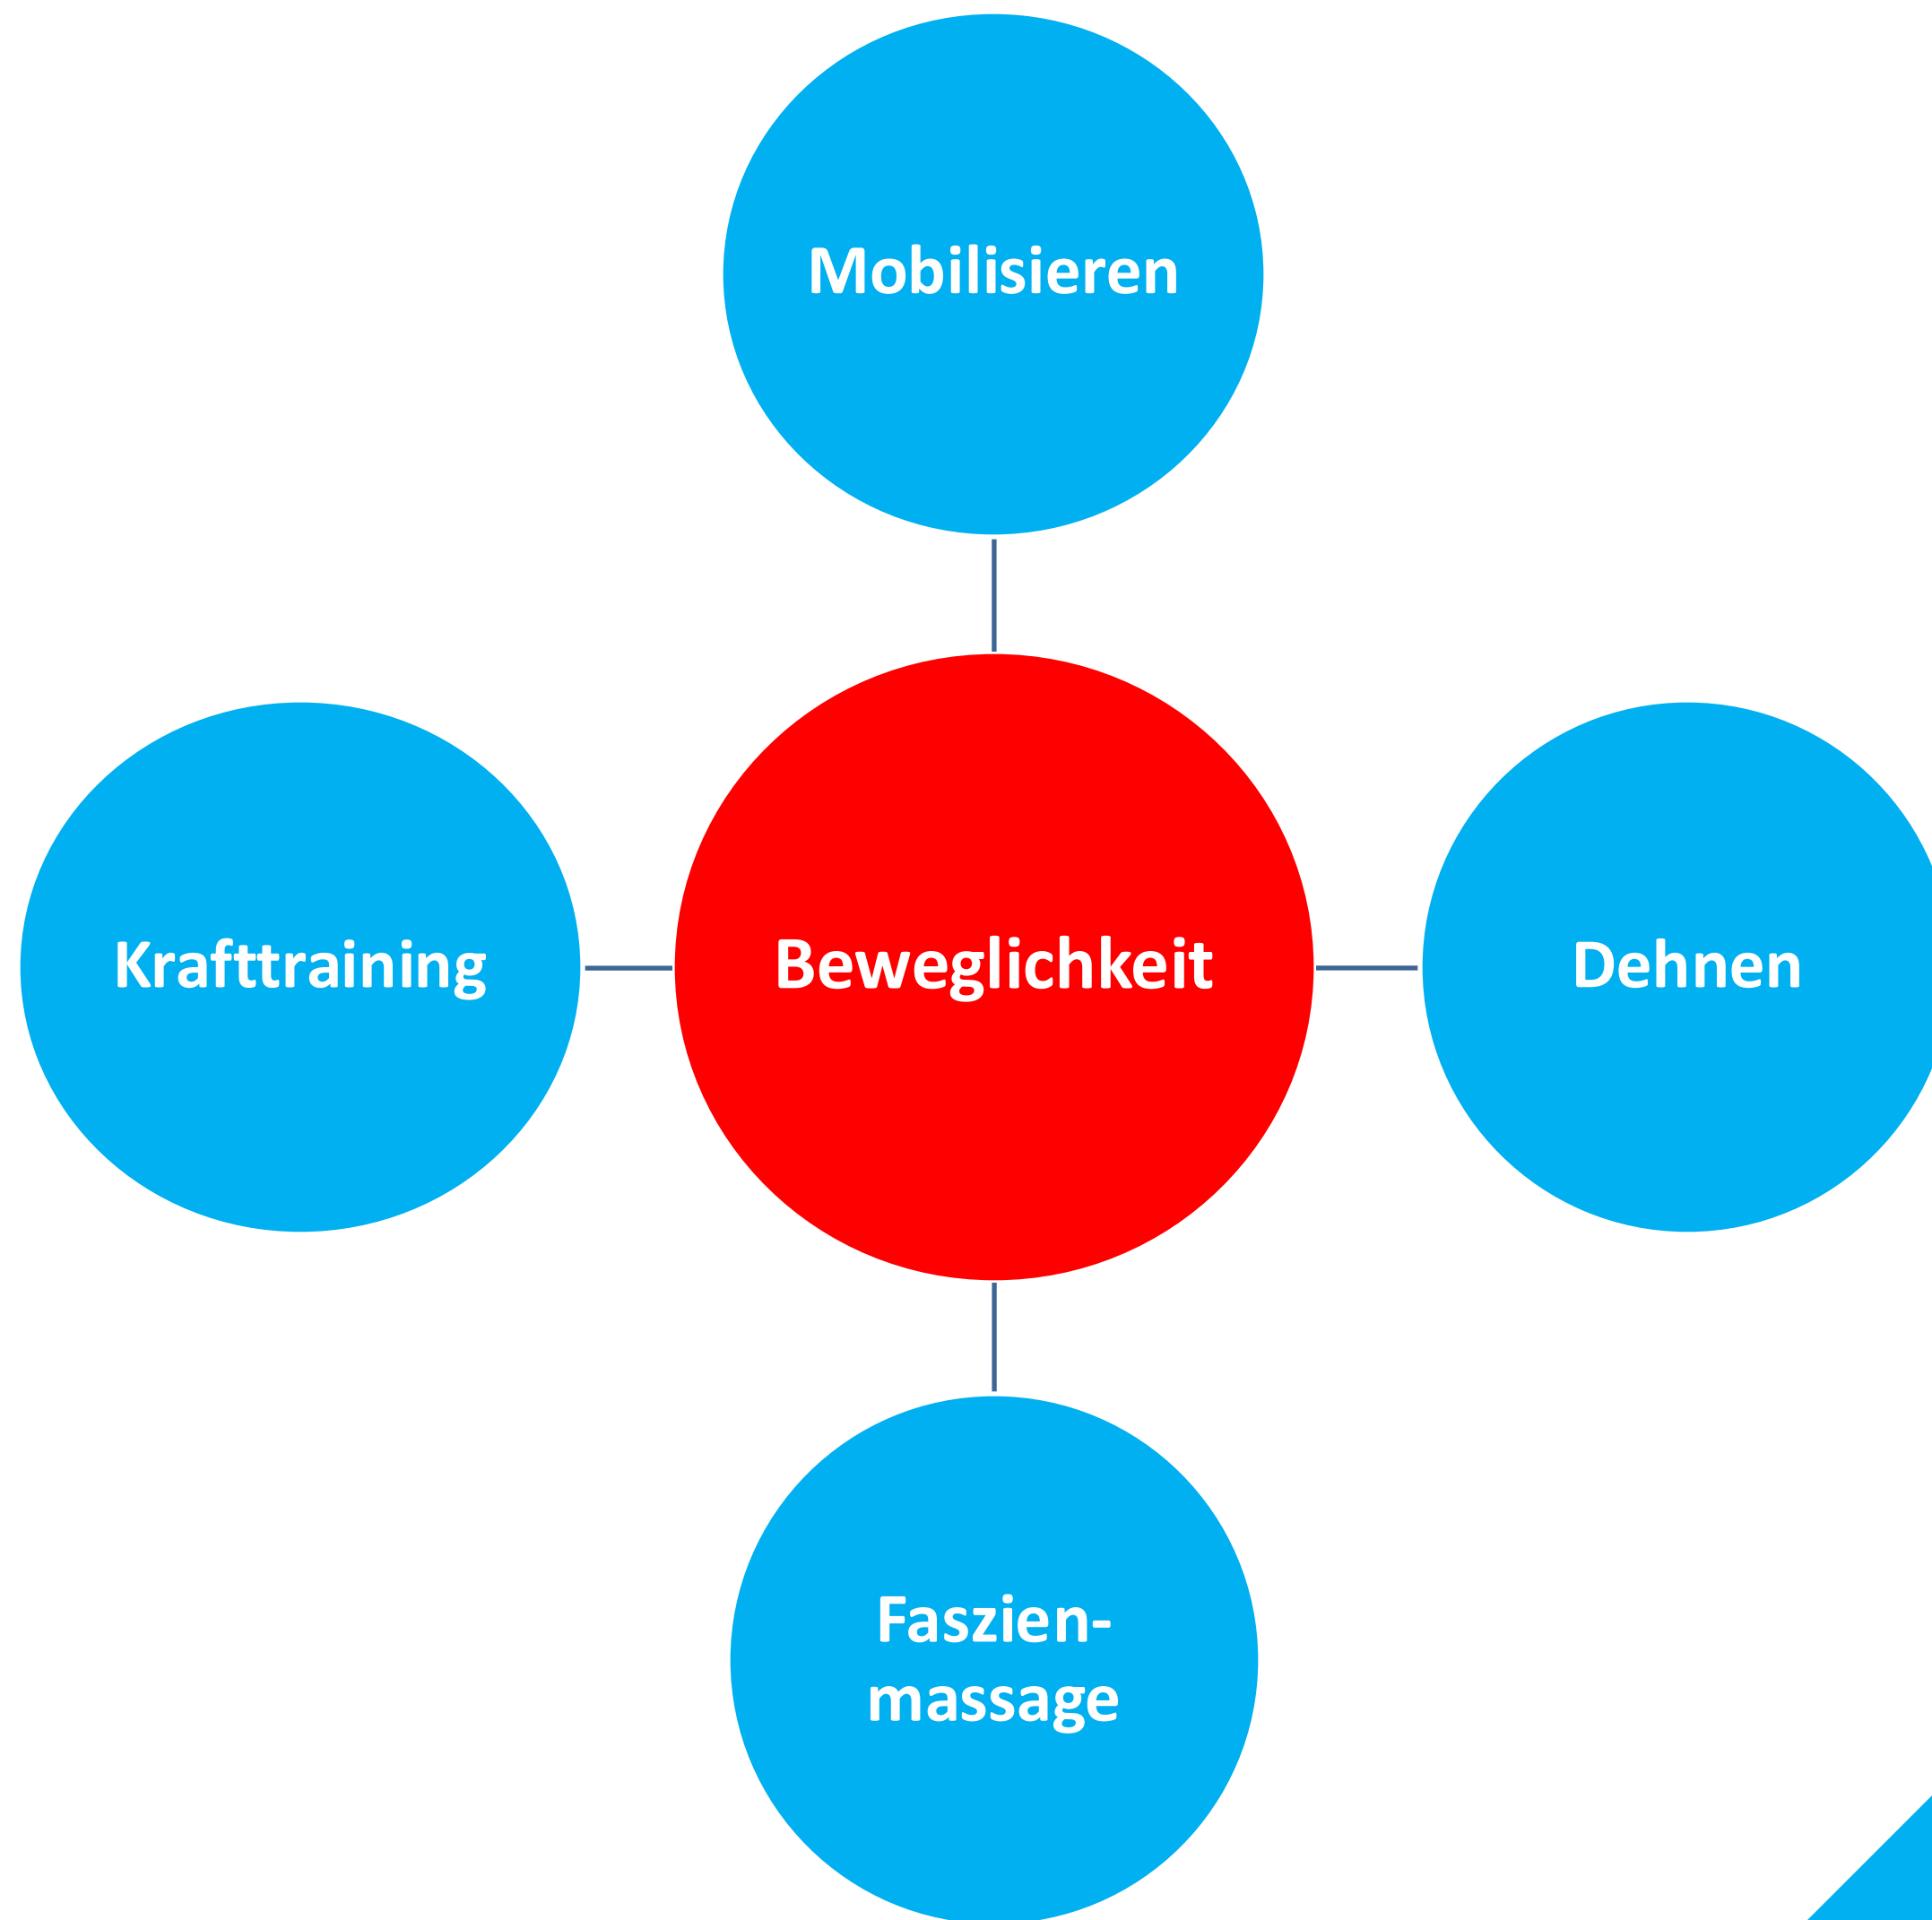 Mobilisieren
Krafttraining
Beweglichkeit
Dehnen
Faszien-
massage